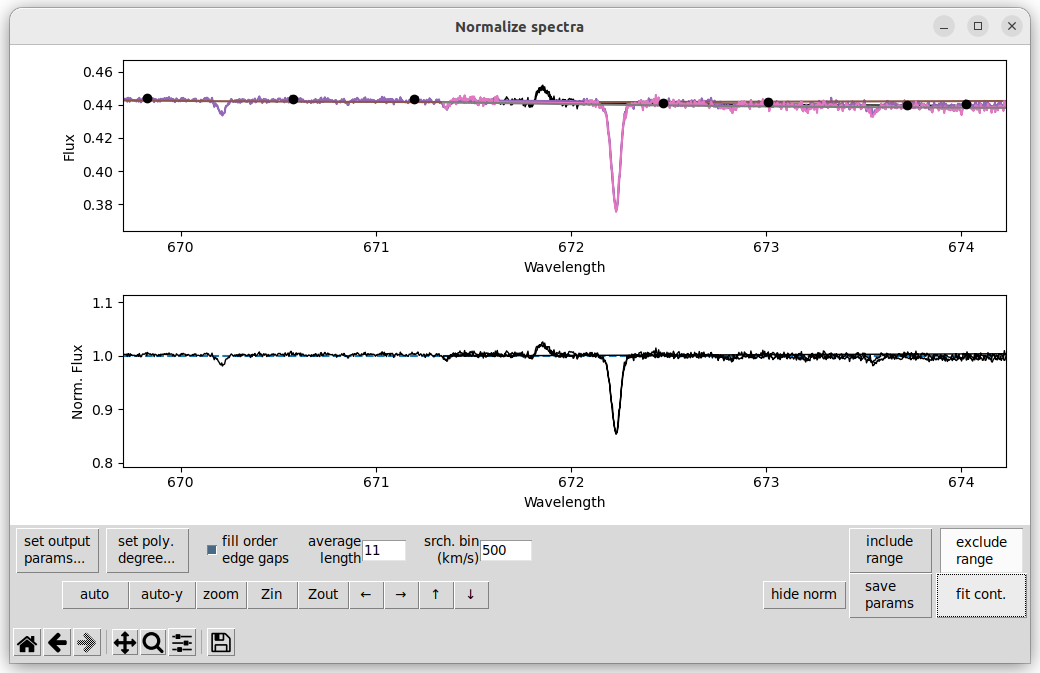 Normalize spectra
0.46
0.44
0.42
0.40
0.38
Flux
670 671 672 673 674
Wavelength
1.1
1.0
0.9
0.8
Norm. Flux
670 671 672 673 674
Wavelength
set output
params...
set poly.
degree...
fill order
edge gaps
average
length
11
srch. bin
(km/s)
500
include
range
exclude
range
auto
auto-y
zoom
Zin
Zout
←
→
↑
↓
hide norm
save
params
fit cont.